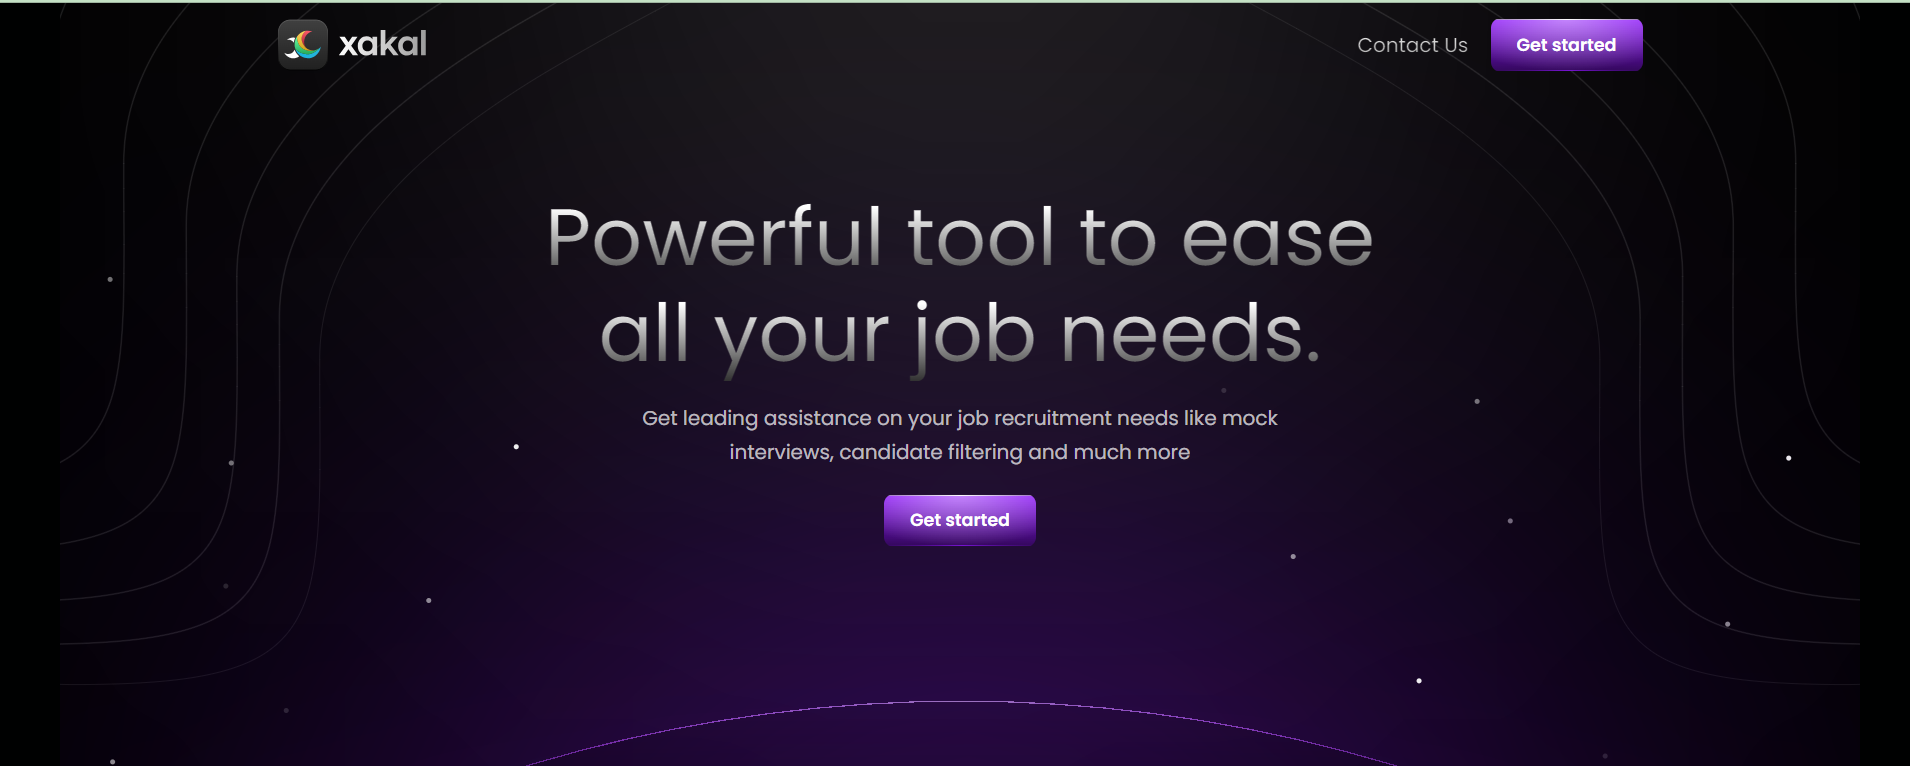 xakal
Contact Us
Get started
Powerful tool to ease
all your job needs.
Get leading assistance on your job recruitment needs like mock
interviews, candidate filtering and much more
Get started